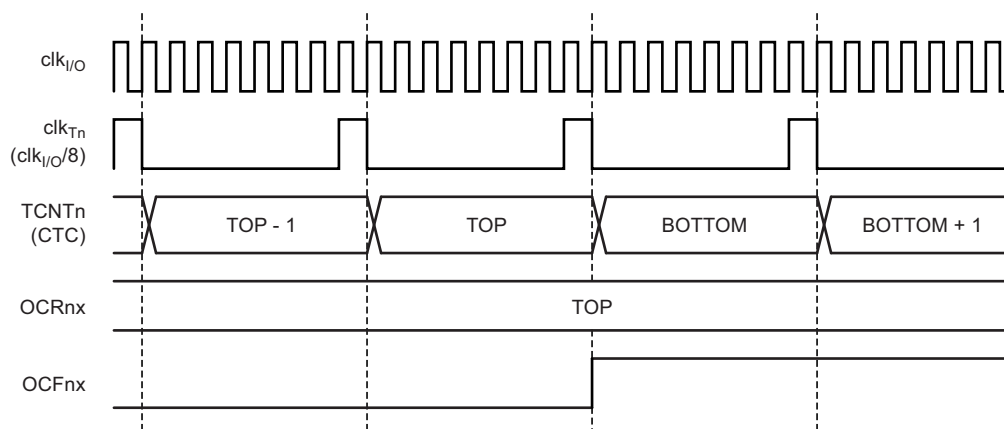 clkI/O
clkTn
(clkI/O/8)
TCNTn
(CTC)
TOP - 1
TOP
BOTTOM
BOTTOM + 1
OCRnx
TOP
OCFnx